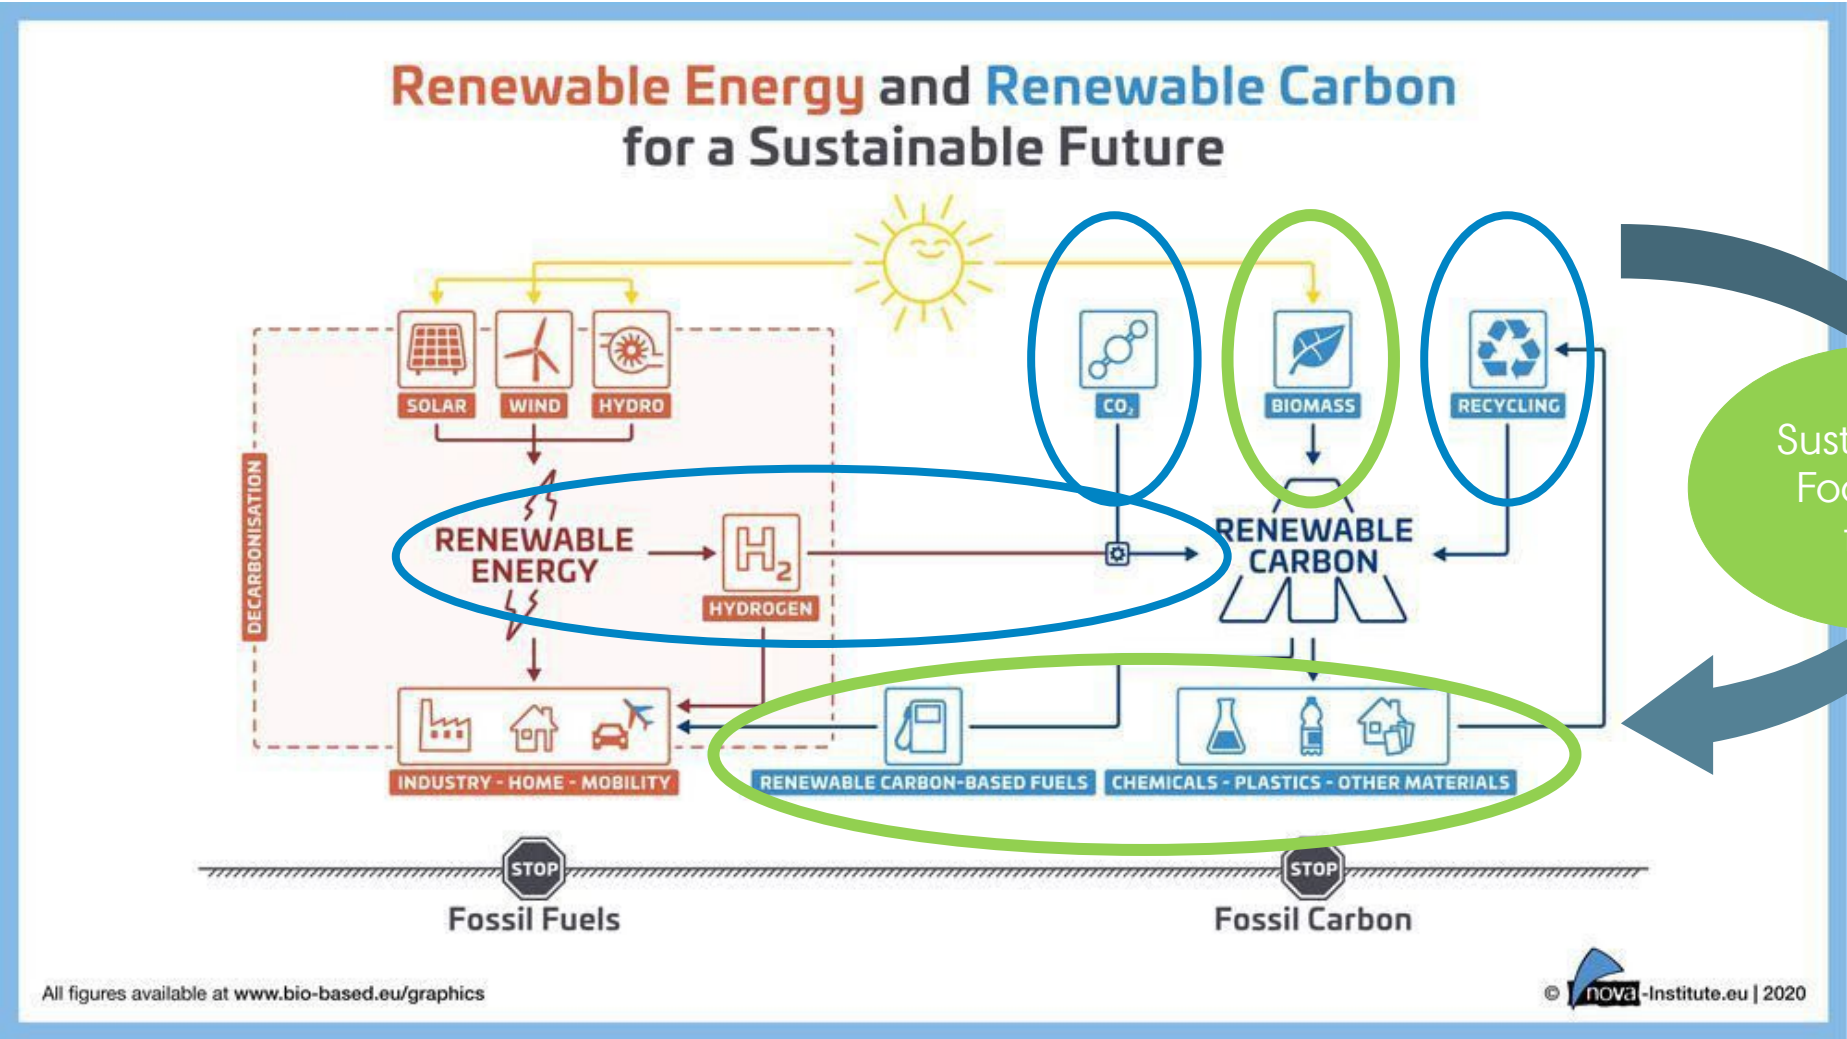 Renewable Energy and Renewable Carbon
for a Sustainable Future
SOLAR
WIND
HYDRO
CO₂
BIOMASS
RECYCLING
DECARBONISATION
RENEWABLE
ENERGY
H₂
HYDROGEN
RENEWABLE
CARBON
INDUSTRY - HOME - MOBILITY
RENEWABLE CARBON-BASED FUELS
CHEMICALS - PLASTICS - OTHER MATERIALS
STOP
Fossil Fuels
STOP
Fossil Carbon
All figures available at www.bio-based.eu/graphics
© nova-Institute.eu | 2020